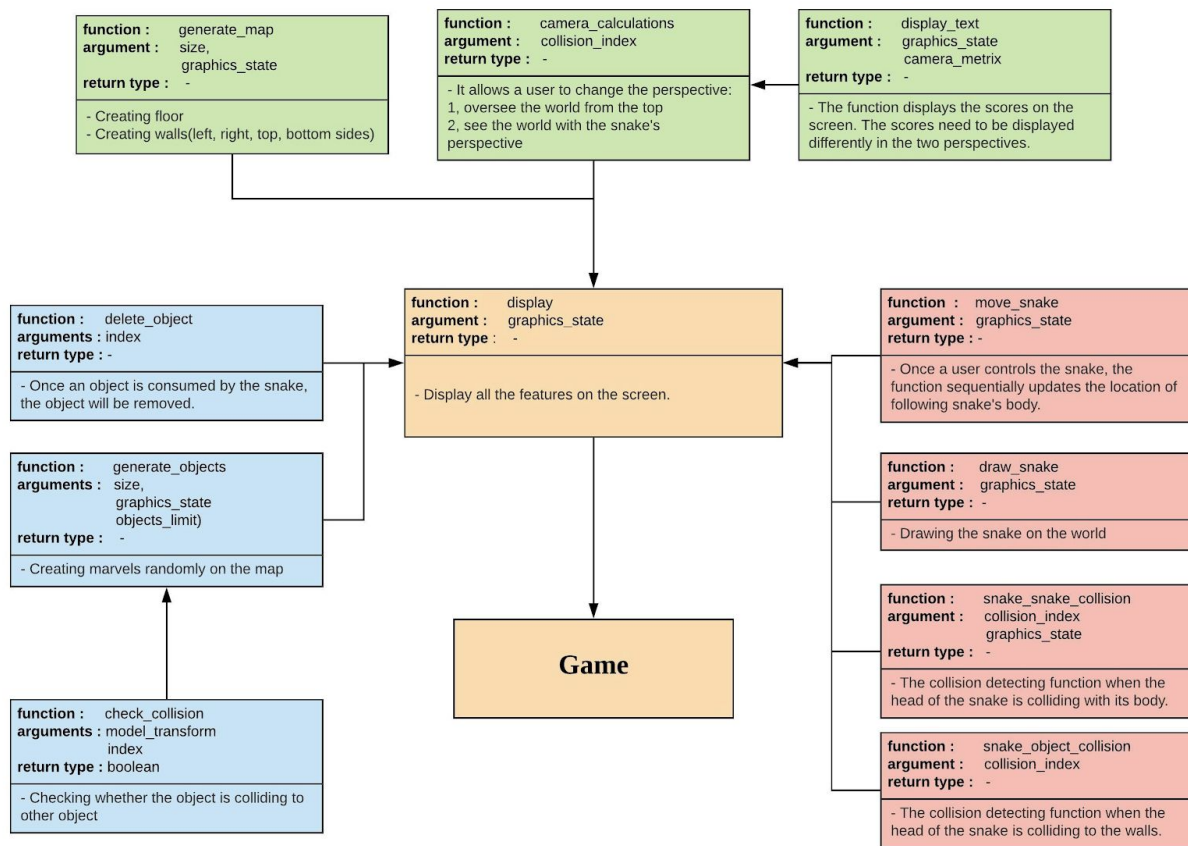 function : generate_map
argument : size,
graphics_state
return type : -
- Creating floor
- Creating walls(left, right, top, bottom sides)
function : camera_calculations
argument : collision_index
return type : -
- It allows a user to change the perspective:
1, oversee the world from the top
2, see the world with the snake's
perspective
function : display_text
argument : graphics_state
camera_metrix
return type : -
- The function displays the scores on the
screen. The scores need to be displayed
differently in the two perspectives.
function : delete_object
arguments : index
return type : -
- Once an object is consumed by the snake,
the object will be removed.
function : display
argument : graphics_state
return type : -
- Display all the features on the screen.
function : move_snake
argument : graphics_state
return type : -
- Once a user controls the snake, the
function sequentially updates the location of
following snake's body.
function : generate_objects
arguments : size,
graphics_state
objects_limit)
return type : -
- Creating marvels randomly on the map
function : draw_snake
argument : graphics_state
return type : -
- Drawing the snake on the world
function : snake_snake_collision
argument : collision_index
graphics_state
return type : -
- The collision detecting function when the
head of the snake is colliding with its body.
Game
function : check_collision
arguments : model_transform
index
return type : boolean
- Checking whether the object is colliding to
other object
function : snake_object_collision
argument : collision_index
return type : -
- The collision detecting function when the
head of the snake is colliding to the walls.